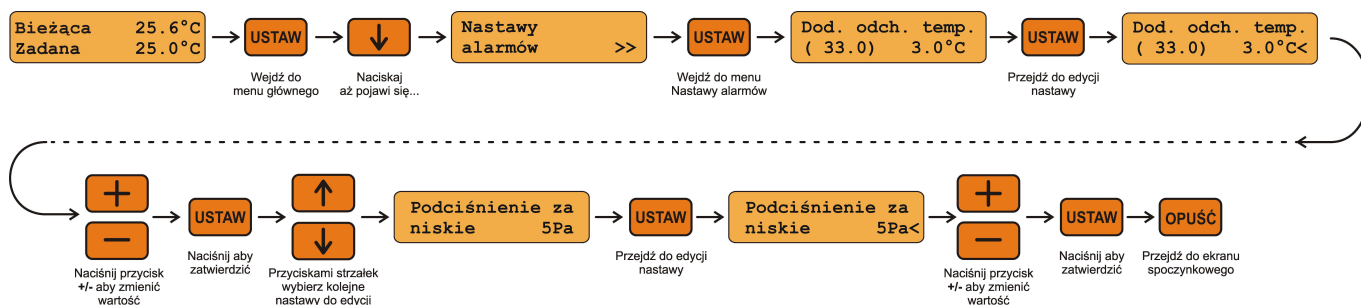 Bieżąca 25.6°C
Zadana 25.0°C
USTAW
Wejdź do
menu głównego
Naciskaj
aż pojawi się...
Nastawy
alarmów >>
USTAW
Wejdź do menu
Nastawy alarmów
Dod. odch. temp.
( 33.0) 3.0°C
USTAW
Przejdź do edycji
nastawy
Dod. odch. temp.
( 33.0) 3.0°C<
Naciśnij przycisk
+/- aby zmienić
wartość
USTAW
Naciśnij aby
zatwierdzić
Przyciskami strzałek
wybierz kolejne
nastawy do edycji
Podciśnienie za
niskie 5Pa
USTAW
Przejdź do edycji
nastawy
Podciśnienie za
niskie 5Pa<
Naciśnij przycisk
+/- aby zmienić
wartość
USTAW
Naciśnij aby
zatwierdzić
OPUŚĆ
Przejdź do ekranu
spoczynkowego